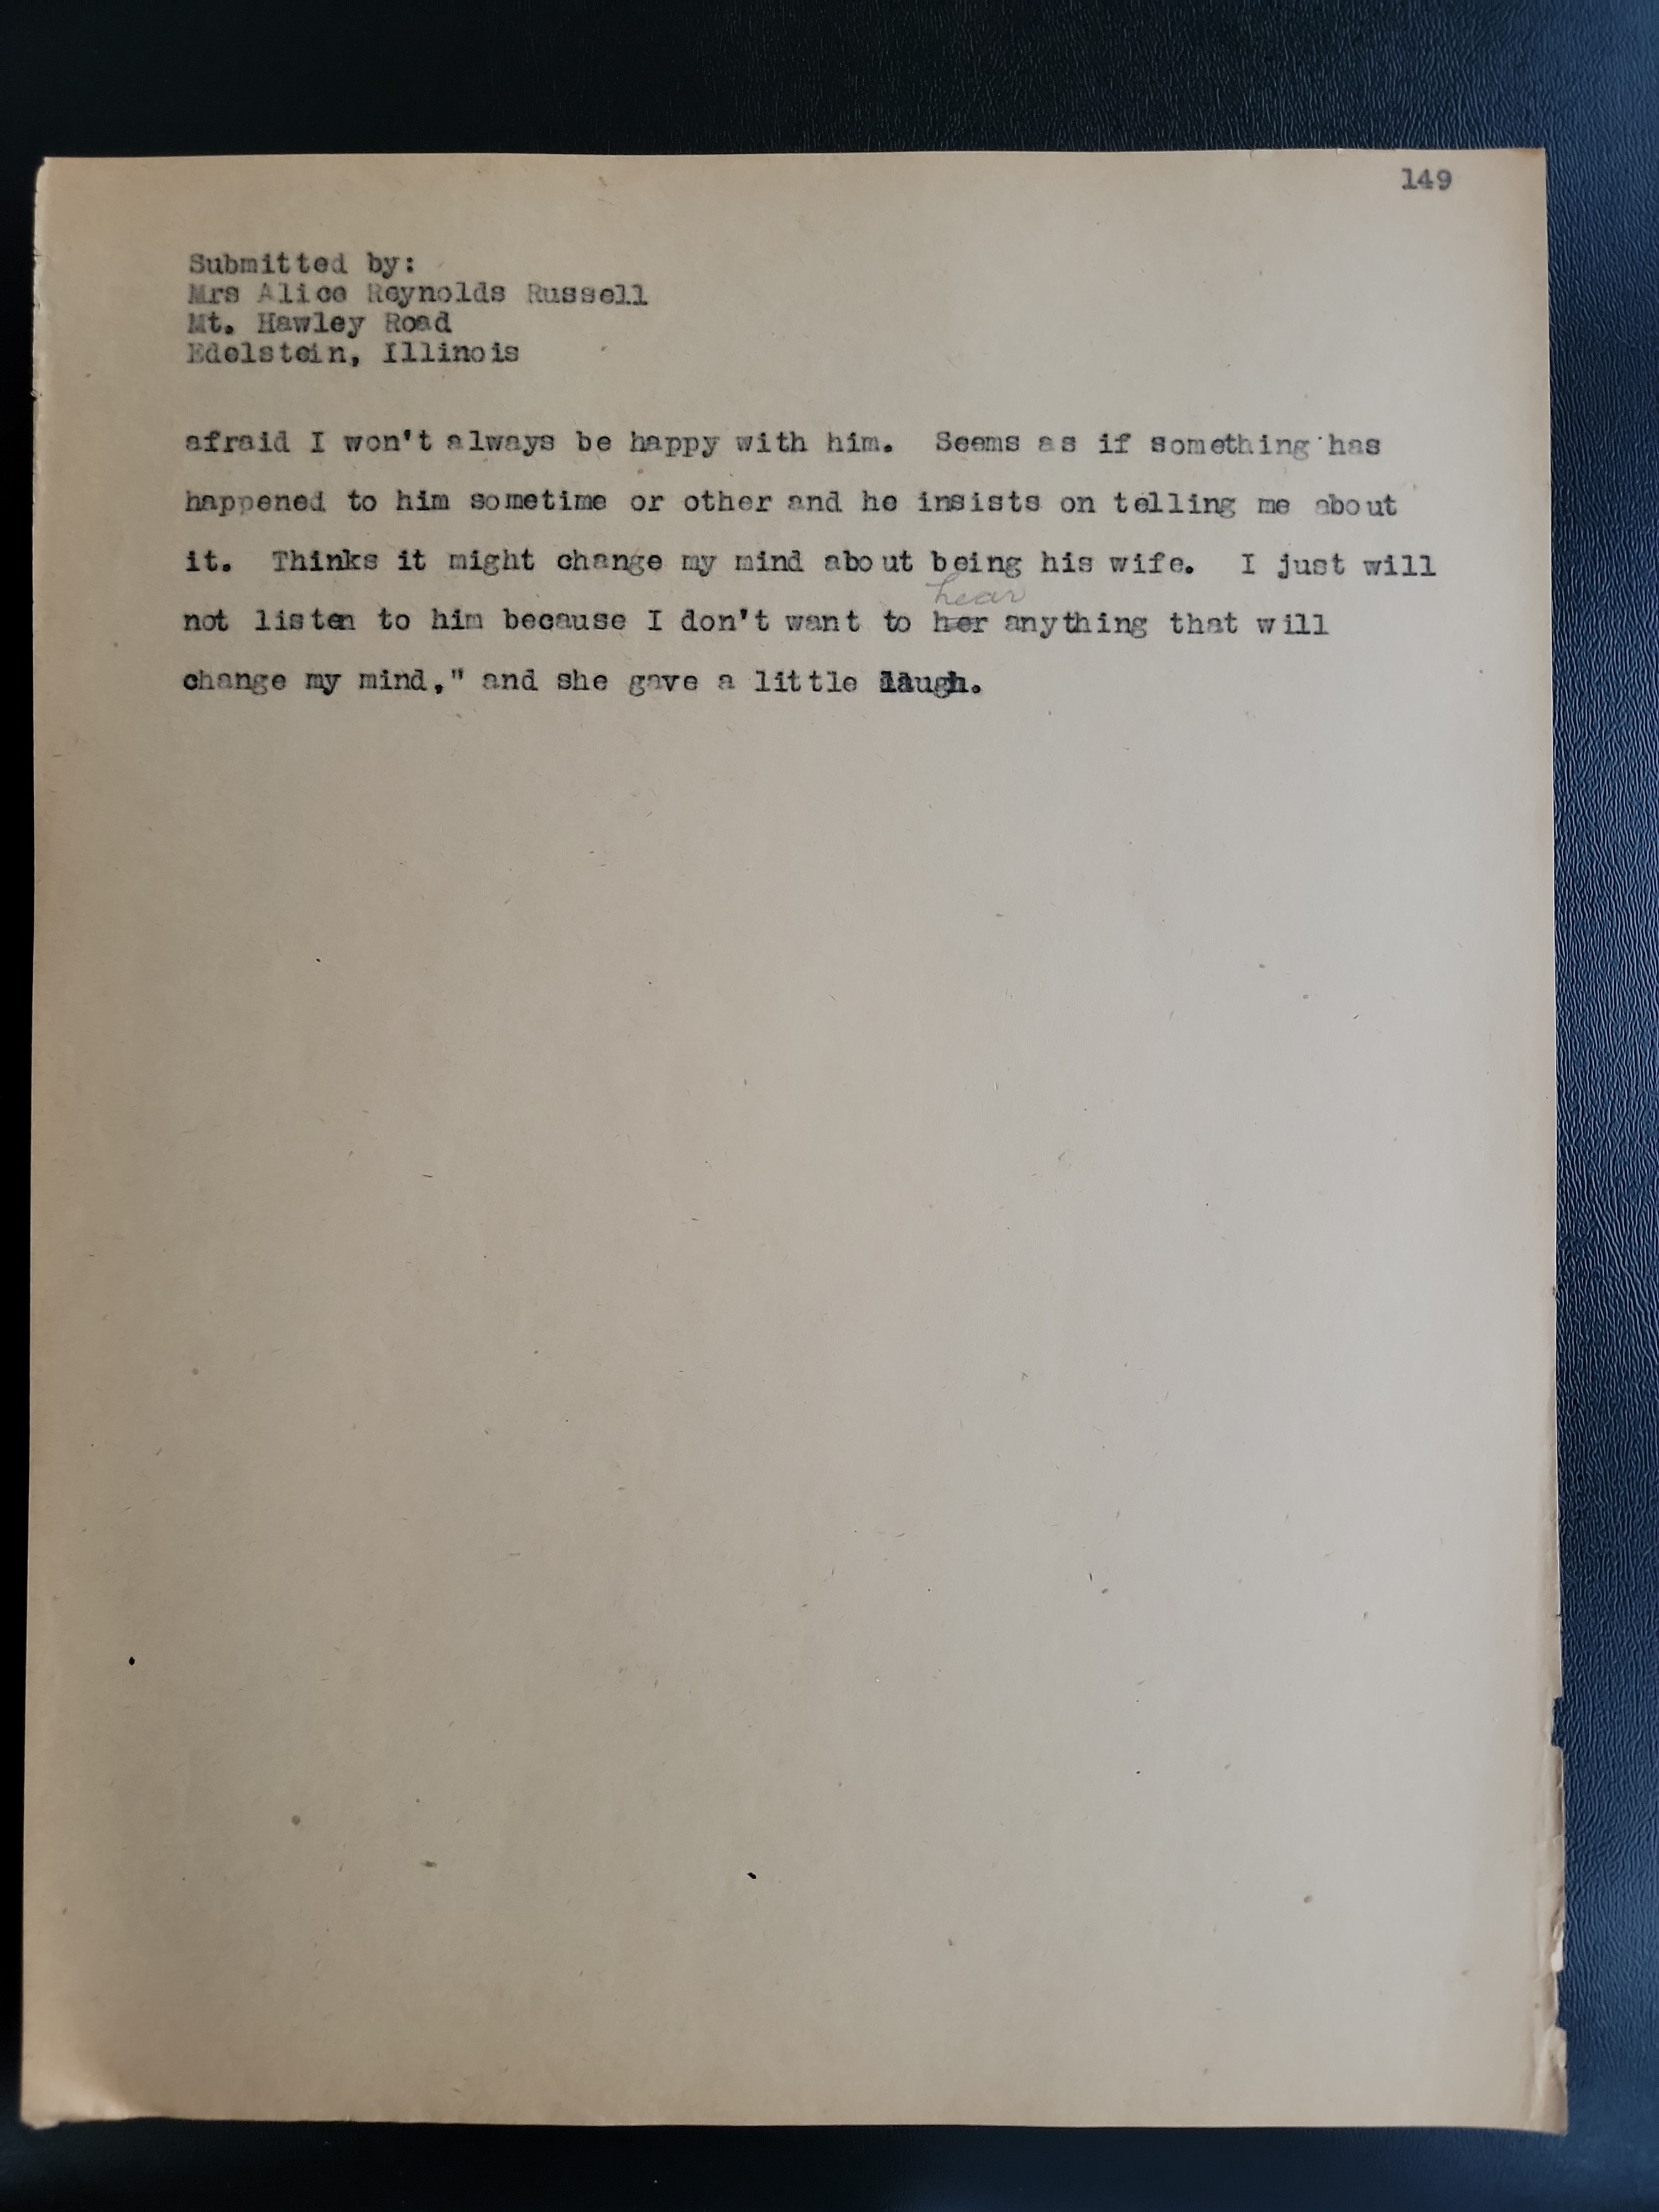 149
Submitted by:
Mrs Alice Reynolds Russell
Mt. Hawley Road
Edelstein, Illinois
afraid I won't always be happy with him.  Seems as if something has
happened to him sometime or other and he insists on telling me about
it.  Thinks it might change my mind about being his wife.  I just will
hear
not listen to him because I don't want to her anything that will
change my mind," and she gave a little laugh.